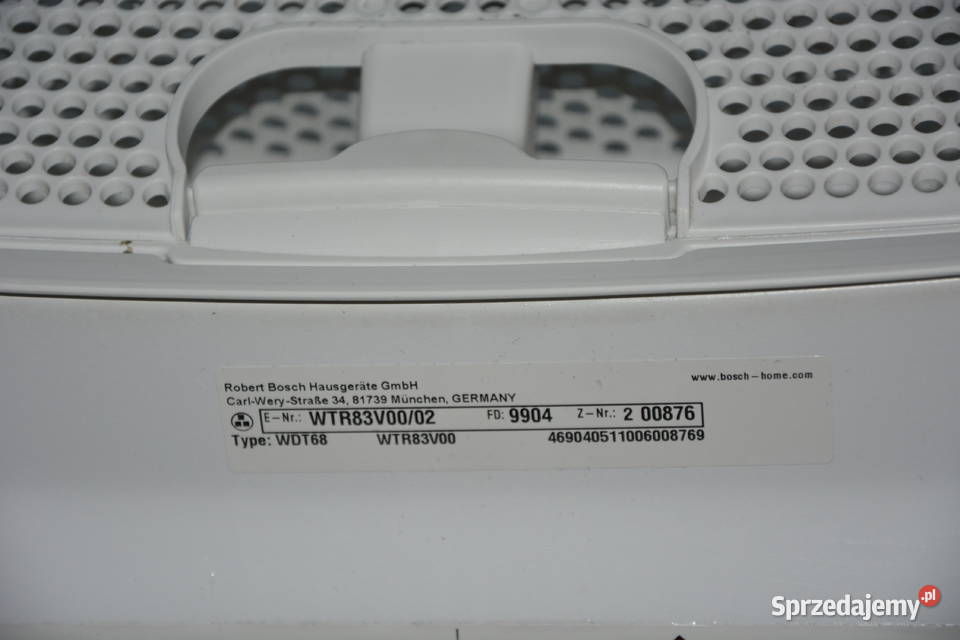 Robert Bosch Hausgeräte GmbH
www.bosch-home.com
Carl-Wery-Straße 34, 81739 München, GERMANY
E-Nr.: WTR83V00/02 FD: 9904 Z-Nr.: 2 00876
Type: WDT68 WTR83V00 469040511006008769
Sprzedajemy.pl